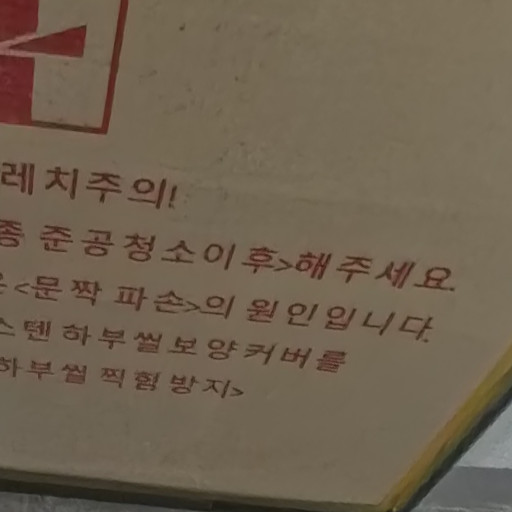 레치주의!
종 준공청소이후>해주세요.
은<문짝 파손>의 원인입니다.
스텐 하부씰보양커버를
하부씰 찍힘방지>